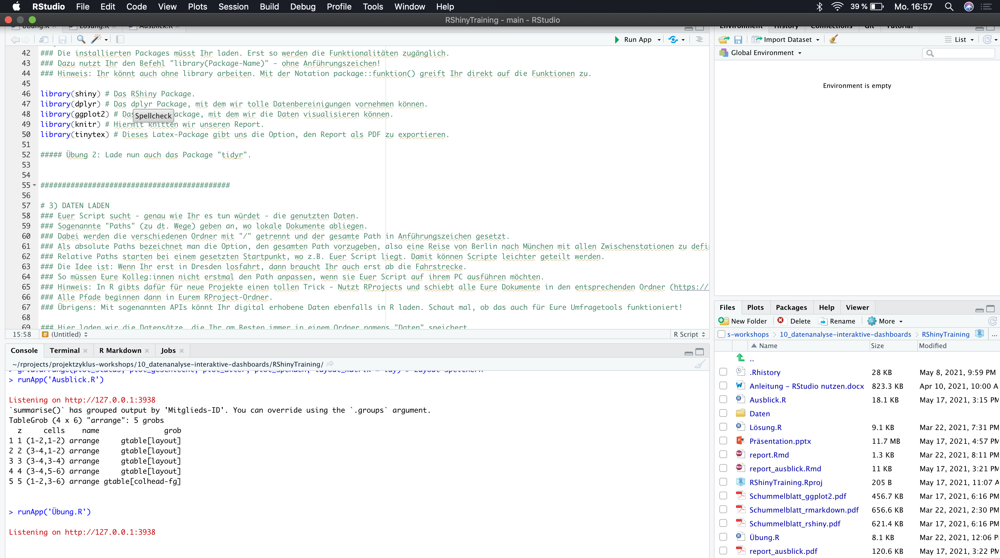 RStudio File Edit Code View Plots Session Build Debug Profile Tools Window Help 39 % Mo. 16:57
RShinyTraining - main - RStudio
Übung.R Lösung.R Ausblick.R
Run App
42 ### Die installierten Packages müsst Ihr laden. Erst so werden die Funktionalitäten zugänglich.
43 ### Dazu nutzt Ihr den Befehl "library(Package-Name)" - ohne Anführungszeichen!
44 ### Hinweis: Ihr könnt auch ohne library arbeiten. Mit der Notation package::funktion() greift Ihr direkt auf die Funktionen zu.
45
46 library(shiny) # Das RShiny Package.
47 library(dplyr) # Das dplyr Package, mit dem wir tolle Datenbereinigungen vornehmen können.
48 library(ggplot2) # Das ackage, mit dem wir die Daten visualisieren können.
Spellcheck
49 library(knitr) # Hiermit knitten wir unseren Report.
50 library(tinytex) # Dieses Latex-Package gibt uns die Option, den Report als PDF zu exportieren.
51
52 ##### Übung 2: Lade nun auch das Package "tidyr".
53
54
55 ############################################
56
57 # 3) DATEN LADEN
58 ### Euer Script sucht - genau wie Ihr es tun würdet - die genutzten Daten.
59 ### Sogenannte "Paths" (zu dt. Wege) geben an, wo lokale Dokumente abliegen.
60 ### Dabei werden die verschiedenen Ordner mit "/" getrennt und der gesamte Path in Anführungszeichen gesetzt.
61 ### Als absolute Paths bezeichnet man die Option, den gesamten Path vorzugeben, also eine Reise von Berlin nach München mit allen Zwischenstationen zu defi
62 ### Relative Paths starten bei einem gesetzten Startpunkt, wo z.B. Euer Script liegt. Damit können Scripte leichter geteilt werden.
63 ### Die Idee ist: Wenn Ihr erst in Dresden losfahrt, dann braucht Ihr auch erst ab die Fahrstrecke.
64 ### So müssen Eure Kolleg:innen nicht erstmal den Path anpassen, wenn sie Euer Script auf ihrem PC ausführen möchten.
65 ### Hinweis: In R gibts dafür für neue Projekte einen tollen Trick - Nutzt RProjects und schiebt alle Eure Dokumente in den entsprechenden Ordner (https://
66 ### Alle Pfade beginnen dann in Eurem RProject-Ordner.
67 ### Übrigens: Mit sogenannten APIs könnt Ihr digital erhobene Daten ebenfalls in R laden. Schaut mal, ob das auch für Eure Umfragetools funktioniert!
68
69 ### Hier laden wir die Datensätze, die Ihr am Besten immer in einem Ordner namens "Daten" speichert
15:58 # (Untitled) R Script
Console Terminal R Markdown Jobs
~/rprojects/projektzyklus-workshops/10_datenanalyse-interaktive-dashboards/RShinyTraining/
> grid.arrange(plot_status, plot_geschlecht, plot_alter, plot_spenden, layout_matrix = lay) # Layout speichern
> runApp('Ausblick.R')
Listening on http://127.0.0.1:3938
`summarise()` has grouped output by 'Mitglieds-ID'. You can override using the `.groups` argument.
TableGrob (4 x 6) "arrange": 5 grobs
z cells name grob
1 1 (1-2,1-2) arrange gtable[layout]
2 2 (3-4,1-2) arrange gtable[layout]
3 3 (3-4,3-4) arrange gtable[layout]
4 4 (3-4,5-6) arrange gtable[layout]
5 5 (1-2,3-6) arrange gtable[colhead-fg]
> runApp('Übung.R')
Listening on http://127.0.0.1:3938
Environment History Connections Git Tutorial
Import Dataset List
Global Environment
Environment is empty
Files Plots Packages Help Viewer
New Folder Delete Rename More
s-workshops 10_datenanalyse-interaktive-dashboards RShinyTraining ...
Name Size Modified
..
.Rhistory 28 KB May 8, 2021, 9:59 PM
Anleitung – RStudio nutzen.docx 823.3 KB Apr 10, 2021, 10:00 A
Ausblick.R 18.1 KB May 17, 2021, 3:15 PM
Daten
Lösung.R 9.1 KB Mar 22, 2021, 7:31 PM
Präsentation.pptx 11.7 MB May 17, 2021, 4:57 PM
report.Rmd 1.3 KB Mar 22, 2021, 8:11 PM
report_ausblick.Rmd 11 KB May 17, 2021, 3:21 PM
RShinyTraining.Rproj 205 B May 17, 2021, 11:07 A
Schummelblatt_ggplot2.pdf 456.7 KB Mar 17, 2021, 6:16 PM
Schummelblatt_rmarkdown.pdf 656.6 KB Mar 22, 2021, 2:30 PM
Schummelblatt_rshiny.pdf 621.4 KB Mar 17, 2021, 6:16 PM
Übung.R 8.1 KB Mar 22, 2021, 12:06 P
report_ausblick.pdf 120.6 KB May 17, 2021, 3:22 PM